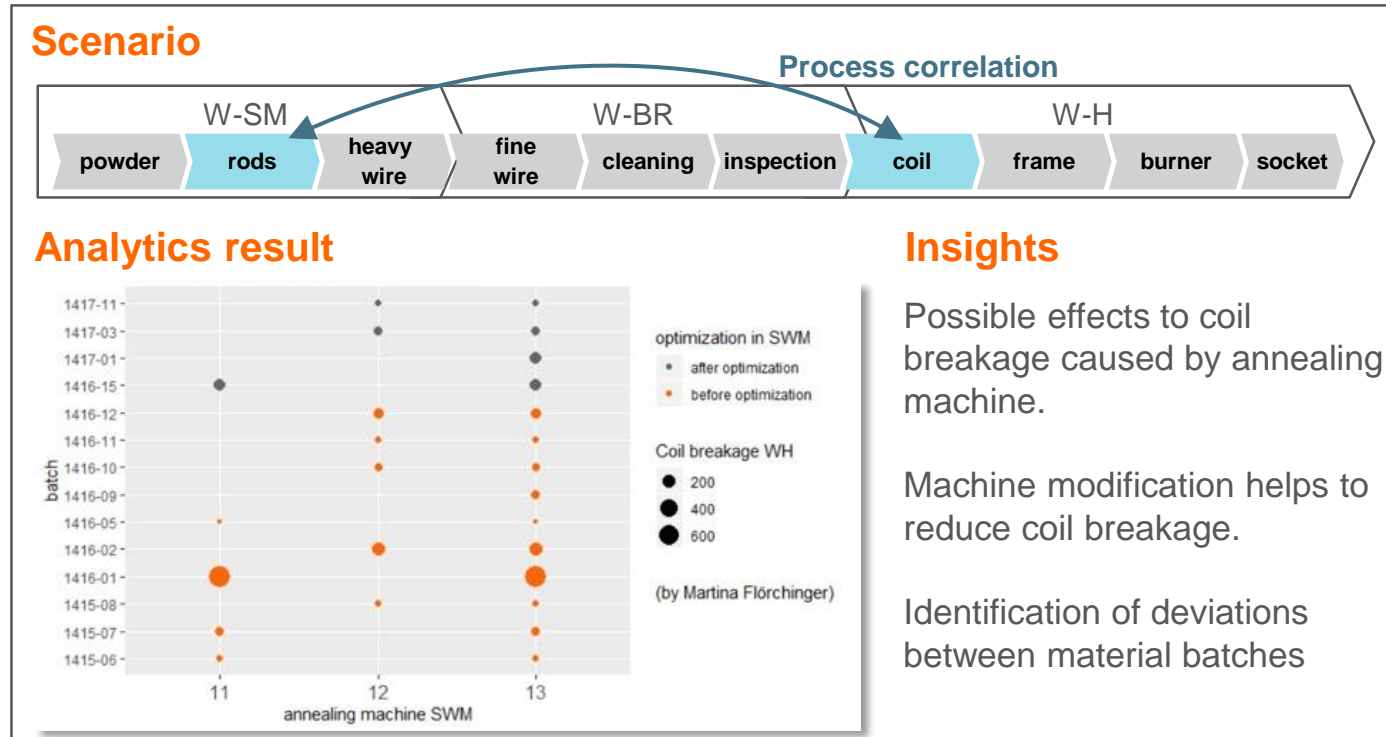 Scenario
Process correlation
W-SM
W-BR
W-H
powder
rods
heavy
wire
fine
wire
cleaning
inspection
coil
frame
burner
socket
Analytics result
batch
1417-11
1417-03
1417-01
1416-15
1416-12
1416-11
1416-10
1416-09
1416-05
1416-02
1416-01
1415-08
1415-07
1415-06
11
12
13
annealing machine SWM
optimization in SWM
after optimization
before optimization
Coil breakage WH
200
400
600
(by Martina Flörchinger)
Insights
Possible effects to coil
breakage caused by annealing
machine.
Machine modification helps to
reduce coil breakage.
Identification of deviations
between material batches